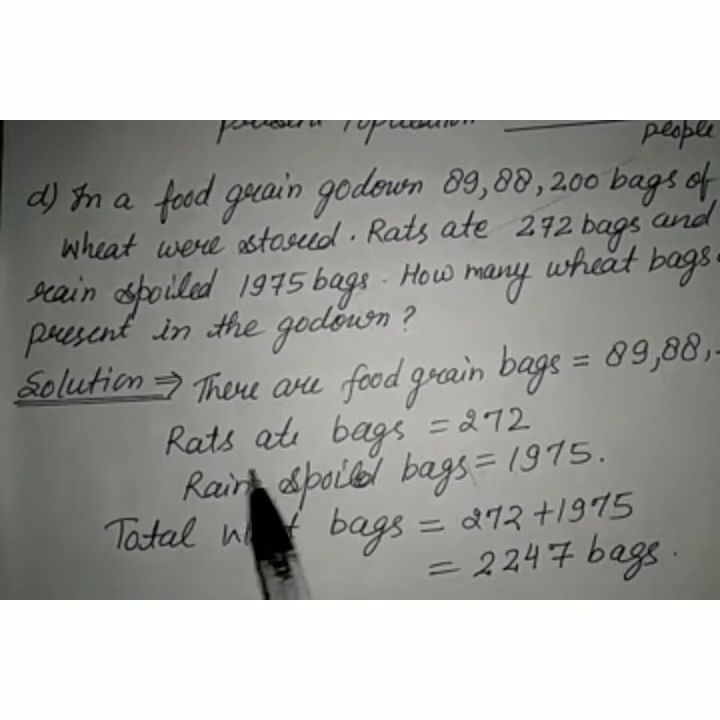 people
d) In a food grain godown 89,88,200 bags of
wheat were stored. Rats ate 272 bags and
rain spoiled 1975 bags. How many wheat bags
present in the godown?
Solution ⇒ There are food grain bags = 89,88,
Rats ate bags = 272
Rain spoiled bags = 1975.
Total bags = 272 + 1975
= 2247 bags.